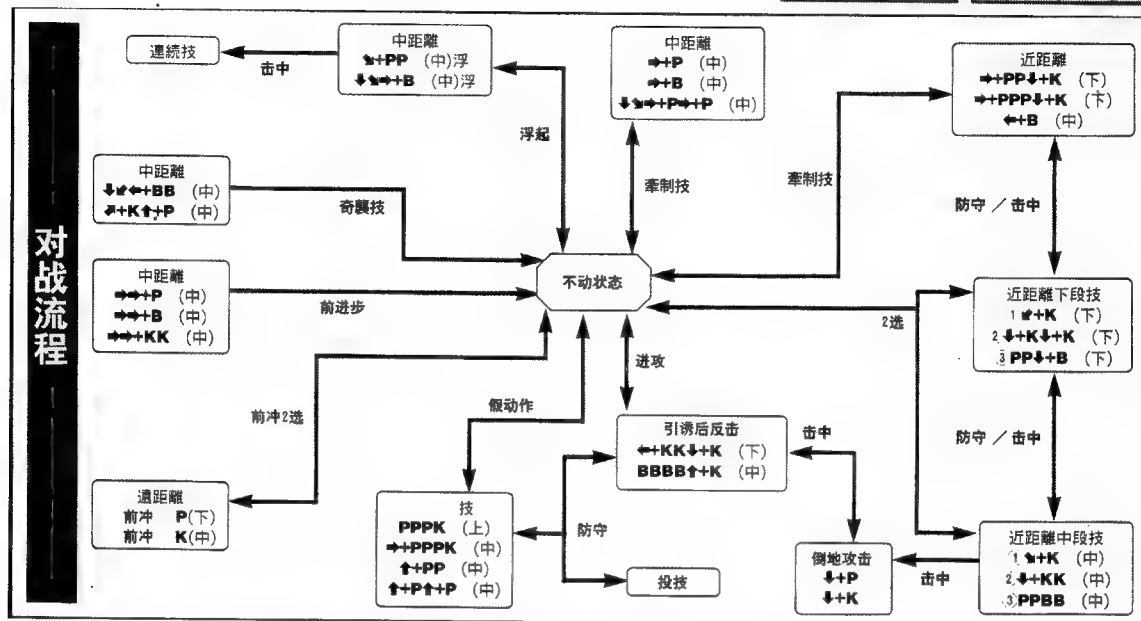 对战流程
連続技
击中
中距離
↘+PP (中)浮
↓↘→+B (中)浮
浮起
中距離
→+P (中)
→+B (中)
↓↘→+P→+P (中)
牽制技
近距離
→+PP↓+K (下)
→+PPP↓+K (下)
←+B (中)
牽制技
中距離
↓↙←+BB (中)
↗+K↑+P (中)
奇襲技
防守 / 击中
中距離
→→+P (中)
→→+B (中)
→→+KK (中)
前进步
不动状态
2选
近距離下段技
1 ↙+K (下)
2 ↓+K↓+K (下)
3 PP↓+B (下)
前冲2选
假动作
进攻
引诱后反击
←+KK↓+K (下)
BBBB↑+K (中)
击中
防守 / 击中
遠距離
前冲 P(下)
前冲 K(中)
技
PPPK (上)
→+PPPK (中)
↑+PP (中)
↑+P↑+P (中)
防守
投技
倒地攻击
↓+P
↓+K
击中
近距離中段技
1 ↘+K (中)
2 ↓+KK (中)
3 PPBB (中)